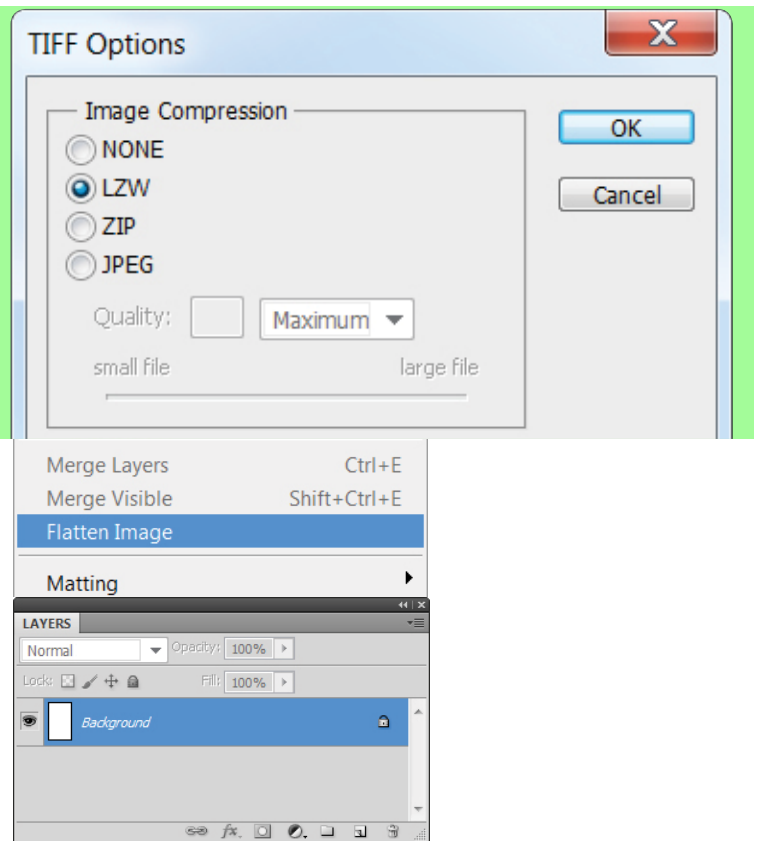 TIFF Options
Image Compression
NONE
LZW
ZIP
JPEG
OK
Cancel
Quality: Maximum
small file large file
Merge Layers Ctrl+E
Merge Visible Shift+Ctrl+E
Flatten Image
Matting
LAYERS
Normal Opacity: 100%
Lock: Fill: 100%
Background
fx.